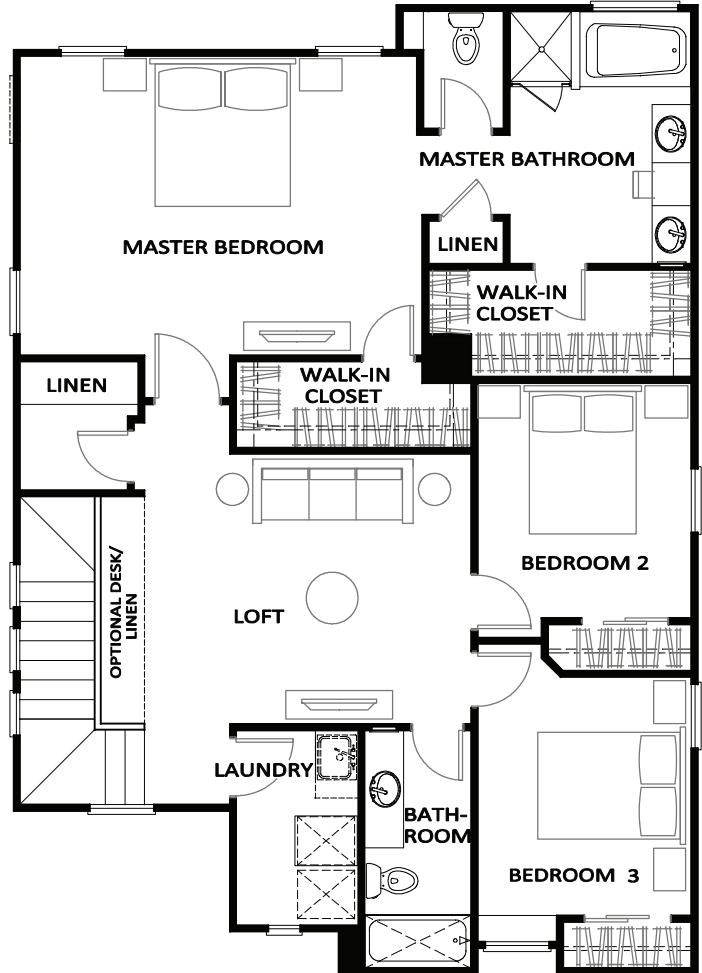 MASTER BATHROOM
MASTER BEDROOM
LINEN
WALK-IN
CLOSET
WALK-IN
CLOSET
LINEN
OPTIONAL DESK/
LINEN
BEDROOM 2
LOFT
LAUNDRY
BATH-
ROOM
BEDROOM 3